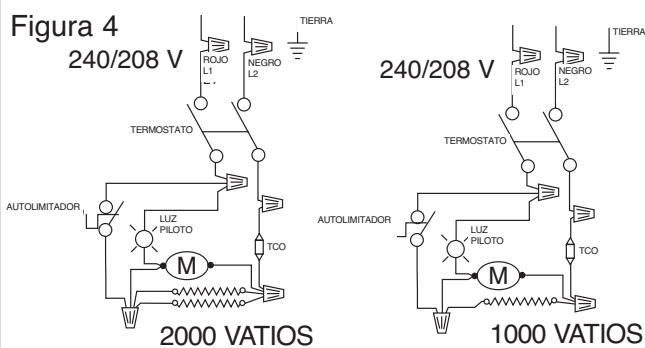 Figura 4
240/208 V
TIERRA
ROJO
L1
NEGRO
L2
TERMOSTATO
AUTOLIMITADOR
LUZ
PILOTO
TCO
M
2000 VATIOS
240/208 V
TIERRA
ROJO
L1
NEGRO
L2
TERMOSTATO
AUTOLIMITADOR
LUZ
PILOTO
TCO
M
1000 VATIOS